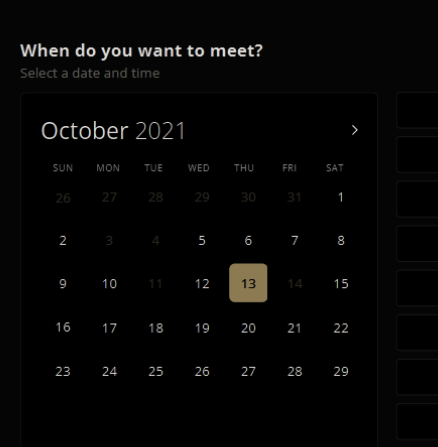 When do you want to meet?
Select a date and time
October 2021
SUN MON TUE WED THU FRI SAT
26 27 28 29 30 31 1
2 3 4 5 6 7 8
9 10 11 12 13 14 15
16 17 18 19 20 21 22
23 24 25 26 27 28 29